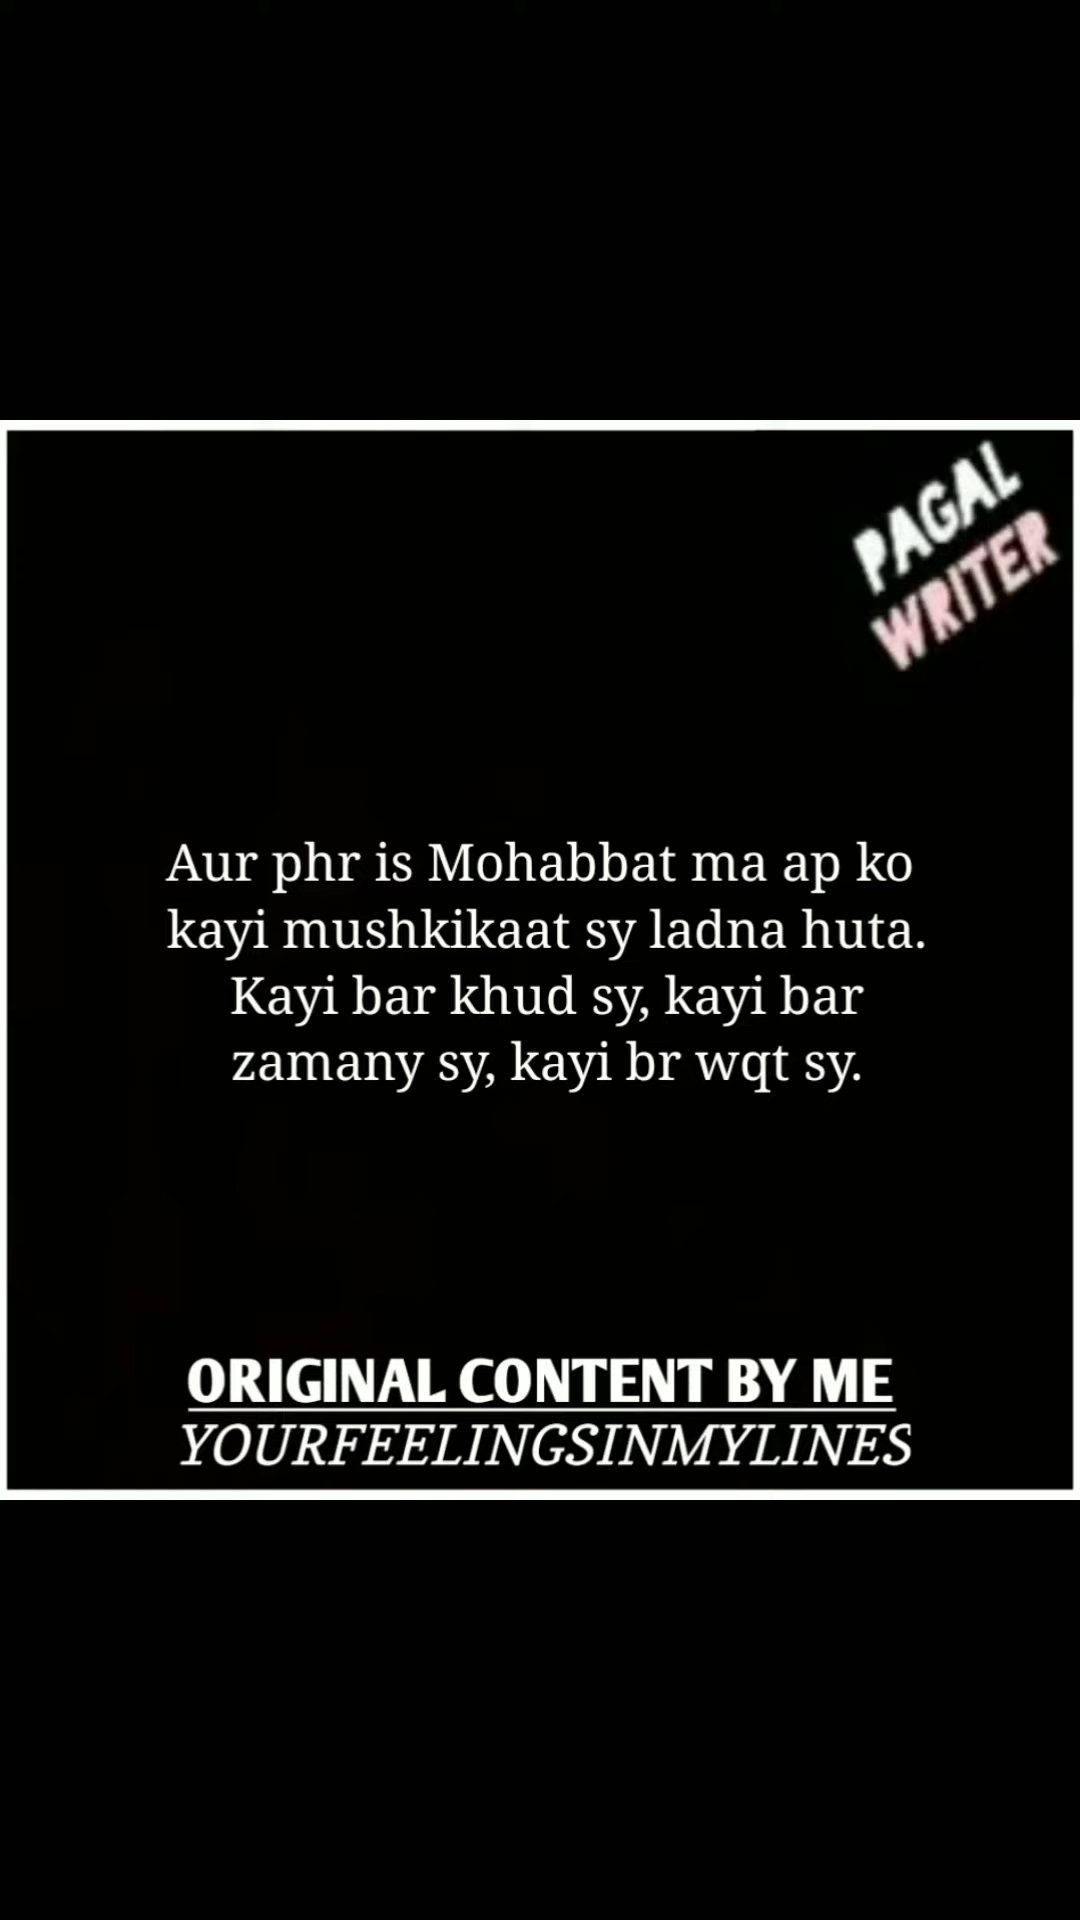 PAGAL
WRITER
Aur phr is Mohabbat ma ap ko
kayi mushkikaat sy ladna huta.
Kayi bar khud sy, kayi bar
zamany sy, kayi br wqt sy.
ORIGINAL CONTENT BY ME
YOURFEELINGSINMYLINES